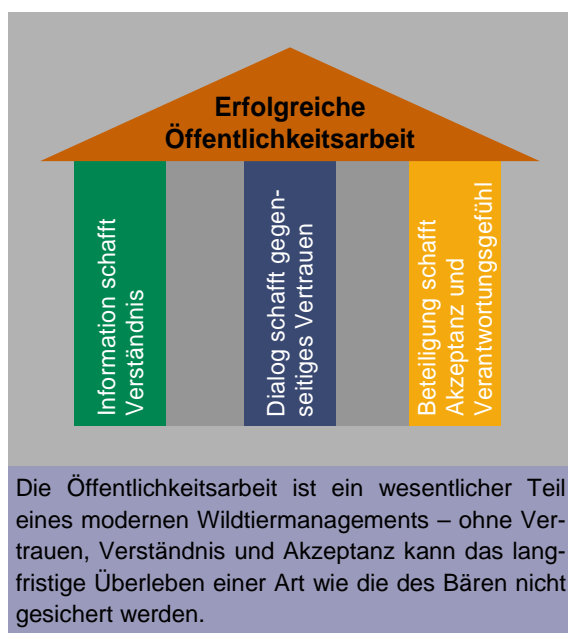 Erfolgreiche
Öffentlichkeitsarbeit
Information schafft
Verständnis
Dialog schafft gegen-
seitiges Vertrauen
Beteiligung schafft
Akzeptanz und
Verantwortungsgefühl
Die Öffentlichkeitsarbeit ist ein wesentlicher Teil
eines modernen Wildtiermanagements – ohne Ver-
trauen, Verständnis und Akzeptanz kann das lang-
fristige Überleben einer Art wie die des Bären nicht
gesichert werden.